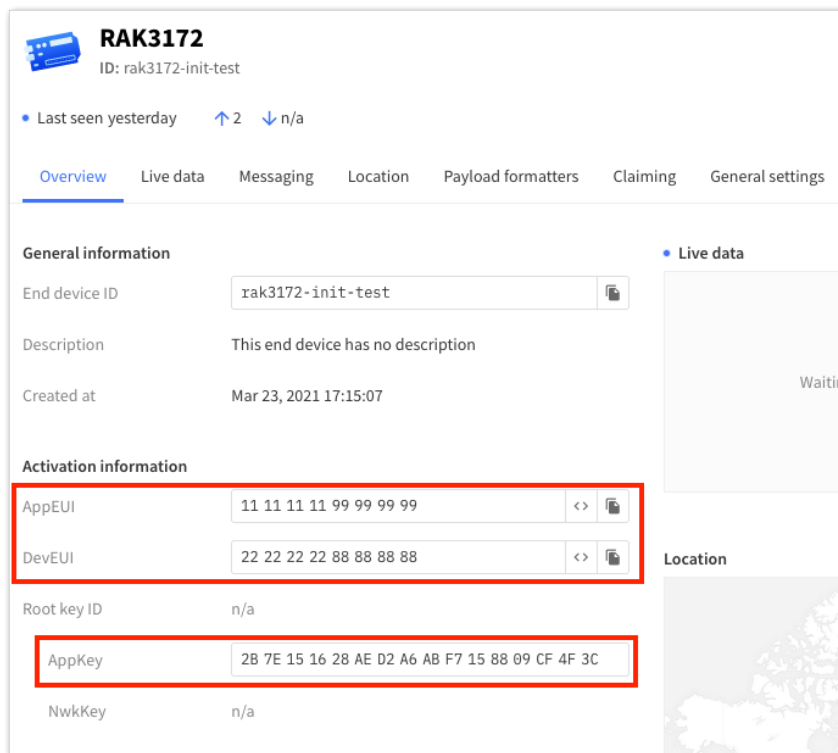 RAK3172
ID: rak3172-init-test
Last seen yesterday 2 n/a
Overview Live data Messaging Location Payload formatters Claiming General settings
General information
Live data
End device ID rak3172-init-test
Description This end device has no description
Created at Mar 23, 2021 17:15:07
Activation information
AppEUI 11 11 11 11 99 99 99 99 <>
DevEUI 22 22 22 22 88 88 88 88 <>
Location
Root key ID n/a
AppKey 2B 7E 15 16 28 AE D2 A6 AB F7 15 88 09 CF 4F 3C
NwkKey n/a